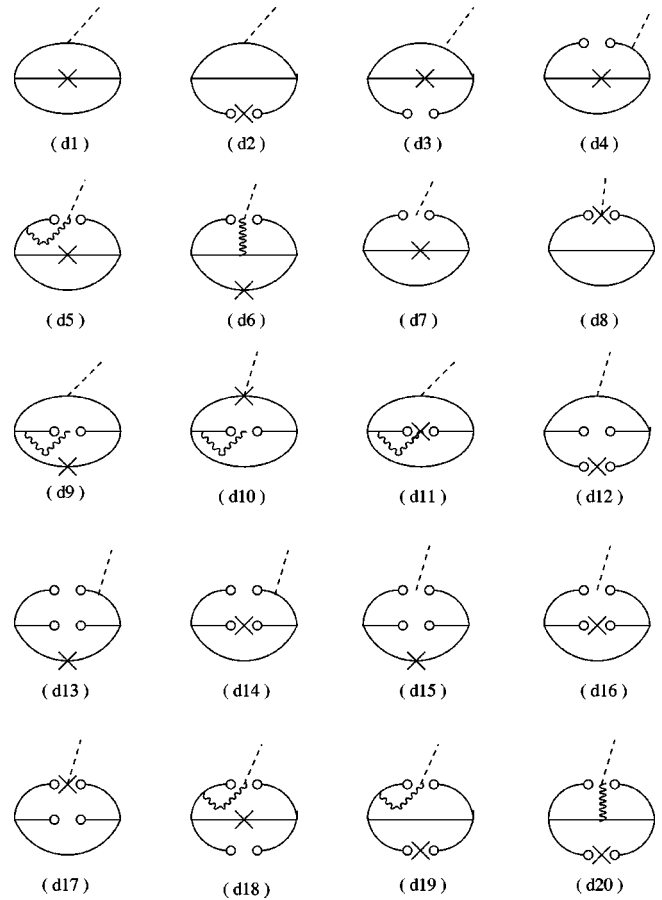 ( d1 ) ( d2 ) ( d3 ) ( d4 )
( d5 ) ( d6 ) ( d7 ) ( d8 )
( d9 ) ( d10 ) ( d11 ) ( d12 )
( d13 ) ( d14 ) ( d15 ) ( d16 )
( d17 ) ( d18 ) ( d19 ) ( d20 )